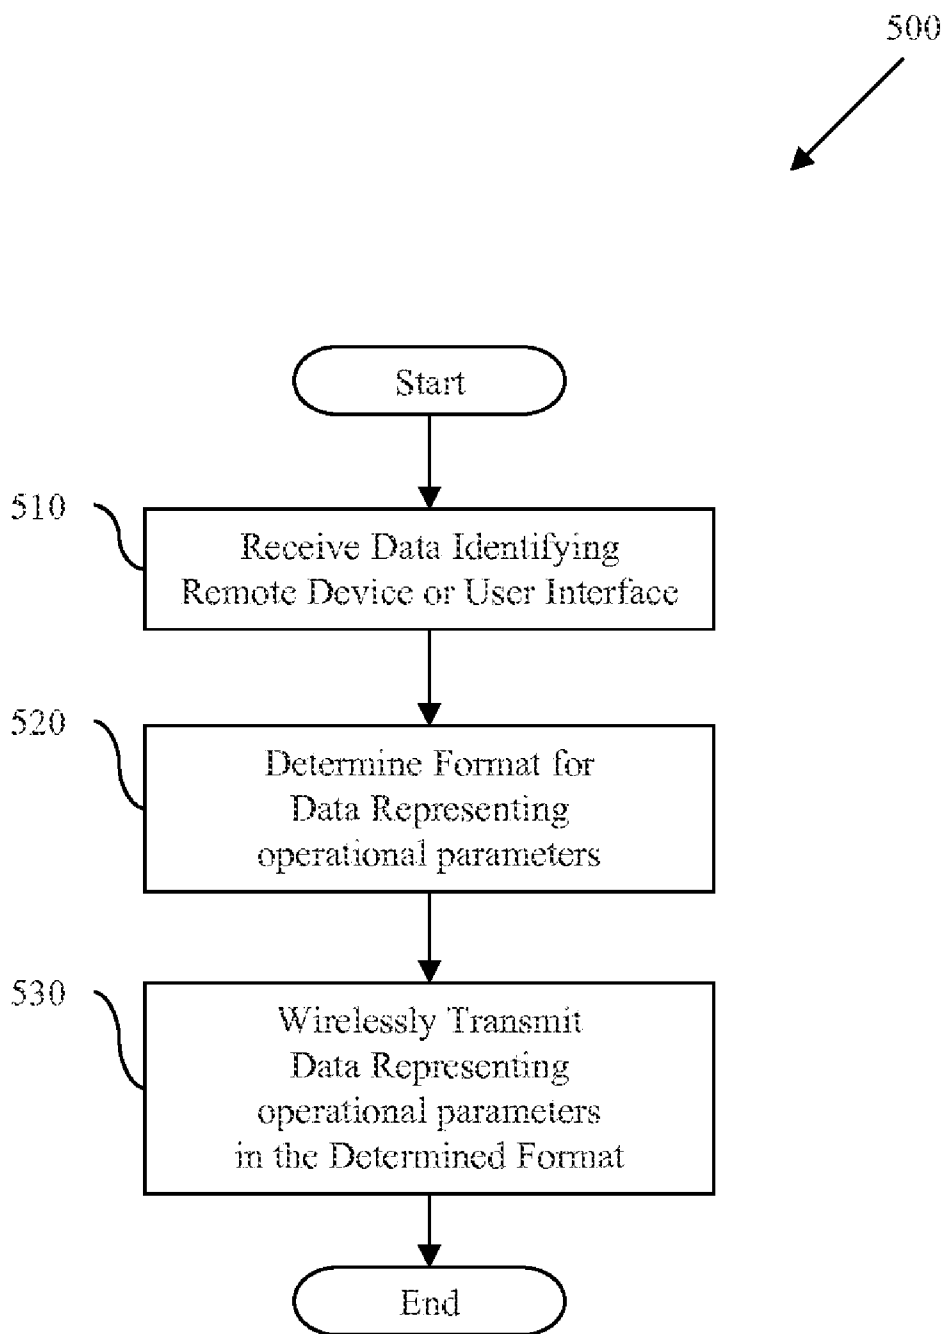 500
Start
510
Receive Data Identifying
Remote Device or User Interface
520
Determine Format for
Data Representing
operational parameters
530
Wirelessly Transmit
Data Representing
operational parameters
in the Determined Format
End